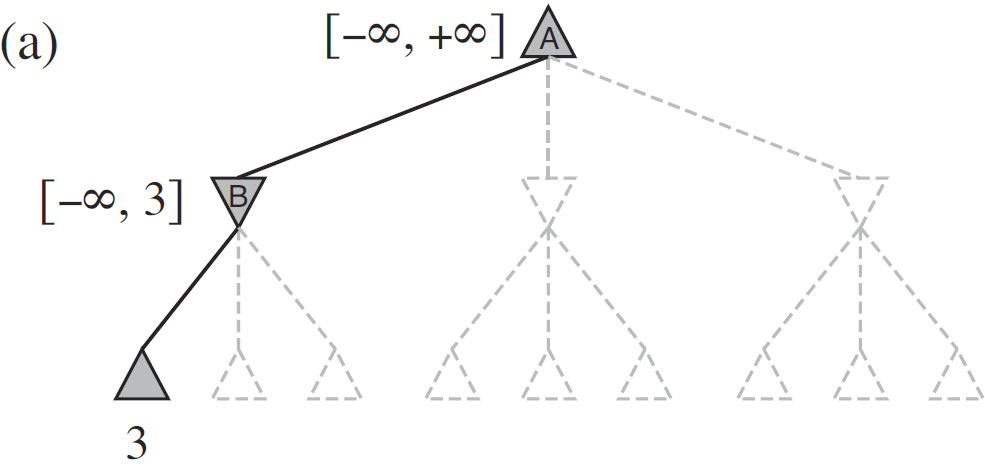 (a)
[–∞, +∞] A
[–∞, 3] B
3